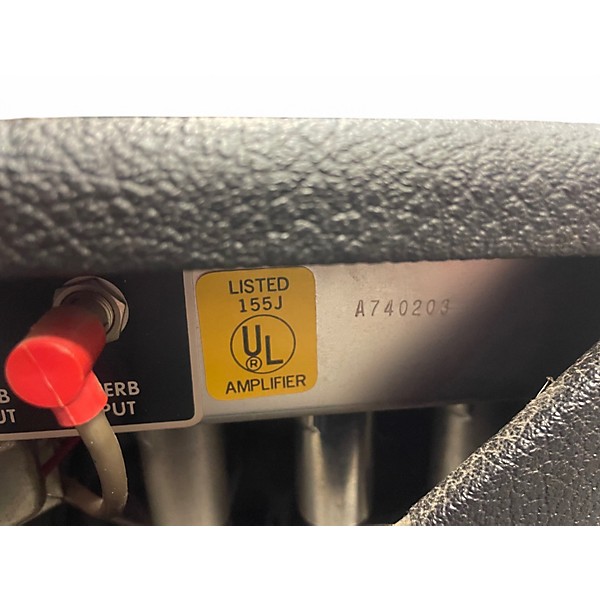 LISTED
155J
UL
®
AMPLIFIER
A740203